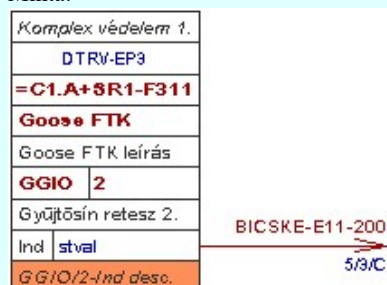 Komplex védelem 1.
DTRV-EP3
=C1.A+SR1-F311
Goose FTK
Goose FTK leírás
GGIO 2
Gyűjtősín retesz 2.
BICSKE-E11-200
Ind stval
5/3/C
GGIO/2-Ind desc.